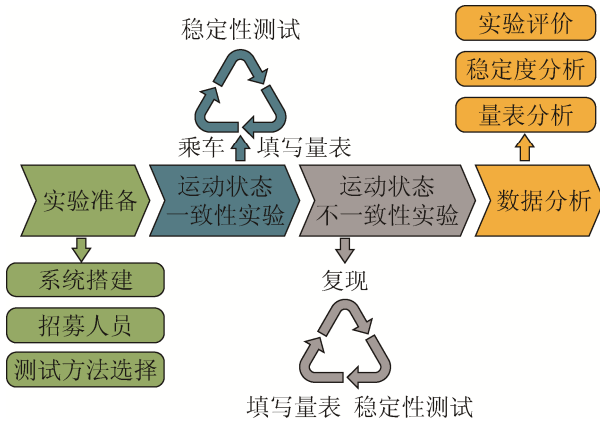 稳定性测试
乘车 填写量表
实验评价
稳定度分析
量表分析
实验准备
运动状态
一致性实验
运动状态
不一致性实验
数据分析
系统搭建
招募人员
测试方法选择
复现
填写量表 稳定性测试